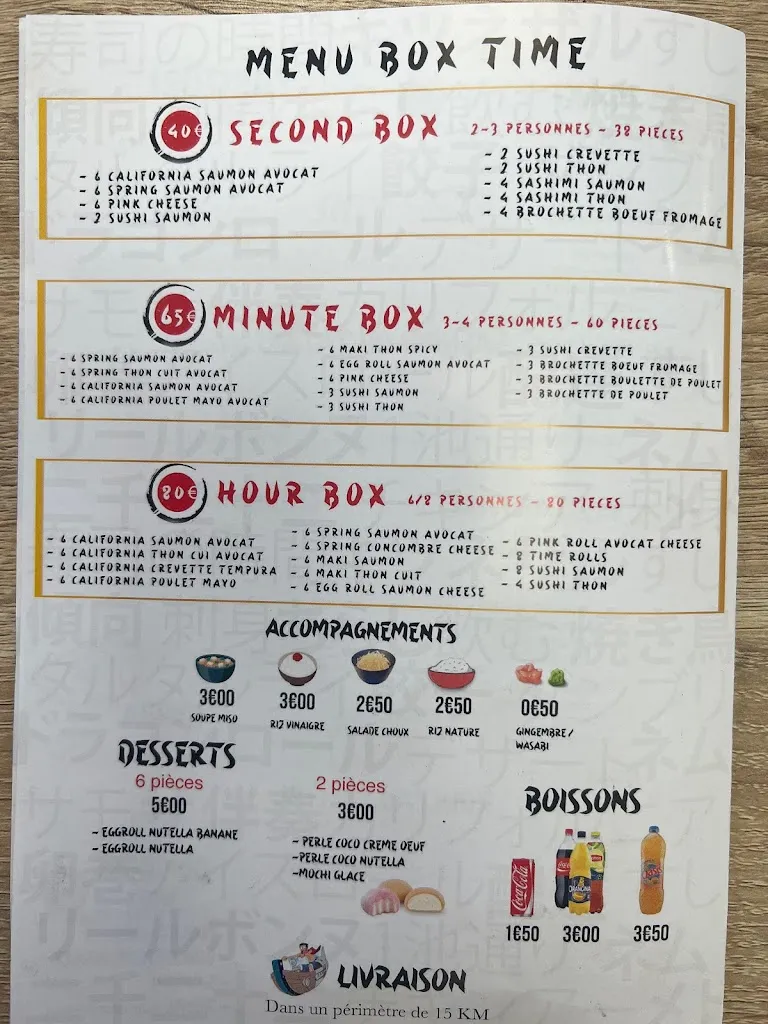 MENU BOX TIME
40€ SECOND BOX 2-3 PERSONNES - 38 PIECES
- 6 CALIFORNIA SAUMON AVOCAT
- 6 SPRING SAUMON AVOCAT
- 6 PINK CHEESE
- 2 SUSHI SAUMON
- 2 SUSHI CREVETTE
- 2 SUSHI THON
- 4 SASHIMI SAUMON
- 4 SASHIMI THON
- 4 BROCHETTE BOEUF FROMAGE
65€ MINUTE BOX 3-4 PERSONNES - 60 PIECES
- 6 SPRING SAUMON AVOCAT
- 6 SPRING THON CUIT AVOCAT
- 6 CALIFORNIA SAUMON AVOCAT
- 6 CALIFORNIA POULET MAYO AVOCAT
- 6 MAKI THON SPICY
- 6 EGG ROLL SAUMON AVOCAT
- 6 PINK CHEESE
- 3 SUSHI SAUMON
- 3 SUSHI THON
- 3 SUSHI CREVETTE
- 3 BROCHETTE BOEUF FROMAGE
- 3 BROCHETTE BOULETTE DE POULET
- 3 BROCHETTE DE POULET
80€ HOUR BOX 6/8 PERSONNES - 80 PIECES
- 6 CALIFORNIA SAUMON AVOCAT
- 6 CALIFORNIA THON CUI AVOCAT
- 6 CALIFORNIA CREVETTE TEMPURA
- 6 CALIFORNIA POULET MAYO
- 6 SPRING SAUMON AVOCAT
- 6 SPRING CONCOMBRE CHEESE
- 6 MAKI SAUMON
- 6 MAKI THON CUIT
- 6 EGG ROLL SAUMON CHEESE
- 6 PINK ROLL AVOCAT CHEESE
- 8 TIME ROLLS
- 8 SUSHI SAUMON
- 4 SUSHI THON
ACCOMPAGNEMENTS
3€00
SOUPE MISO
3€00
RIZ VINAIGRE
2€50
SALADE CHOUX
2€50
RIZ NATURE
0€50
GINGEMBRE /
WASABI
DESSERTS
6 pièces
5€00
- EGGROLL NUTELLA BANANE
- EGGROLL NUTELLA
2 pièces
3€00
- PERLE COCO CREME OEUF
- PERLE COCO NUTELLA
- MOCHI GLACE
BOISSONS
Coca-Cola
ORANGINA
1€50
3€00
3€50
LIVRAISON
Dans un périmètre de 15 KM